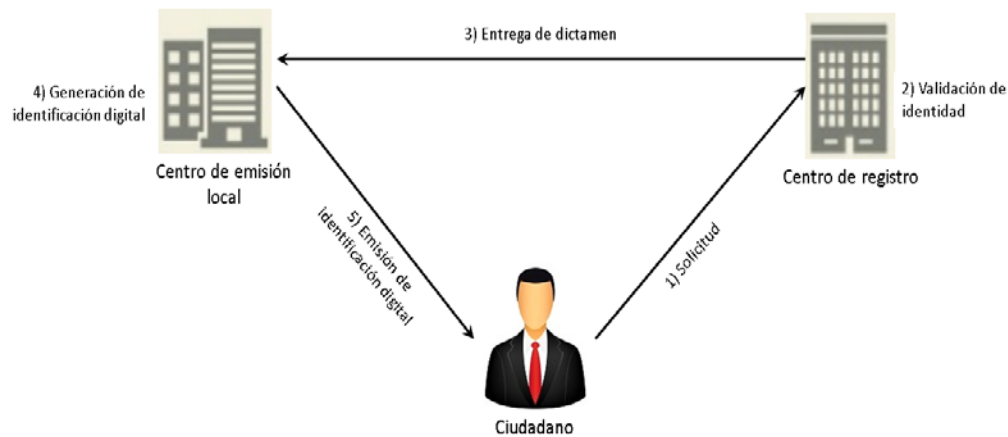 3) Entrega de dictamen
4) Generación de
identificación digital
2) Validación de
identidad
Centro de emisión
local
Centro de registro
5) Emisión de
identificación digital
1) Solicitud
Ciudadano